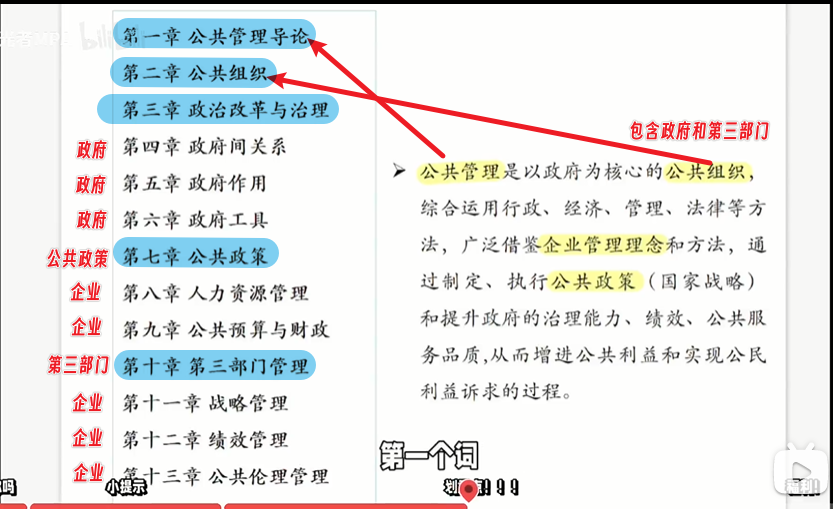 第一章 公共管理导论
第二章 公共组织
第三章 政治改革与治理
政府 第四章 政府间关系
政府 第五章 政府作用
政府 第六章 政府工具
公共政策 第七章 公共政策
企业 第八章 人力资源管理
企业 第九章 公共预算与财政
第三部门 第十章 第三部门管理
企业 第十一章 战略管理
企业 第十二章 绩效管理
企业 第十三章 公共伦理管理
包含政府和第三部门
➢ 公共管理是以政府为核心的公共组织，
综合运用行政、经济、管理、法律等方
法，广泛借鉴企业管理理念和方法，通
过制定、执行公共政策（国家战略）
和提升政府的治理能力、绩效、公共服
务品质,从而增进公共利益和实现公民
利益诉求的过程。
第一个词
吗
小提示
！！！